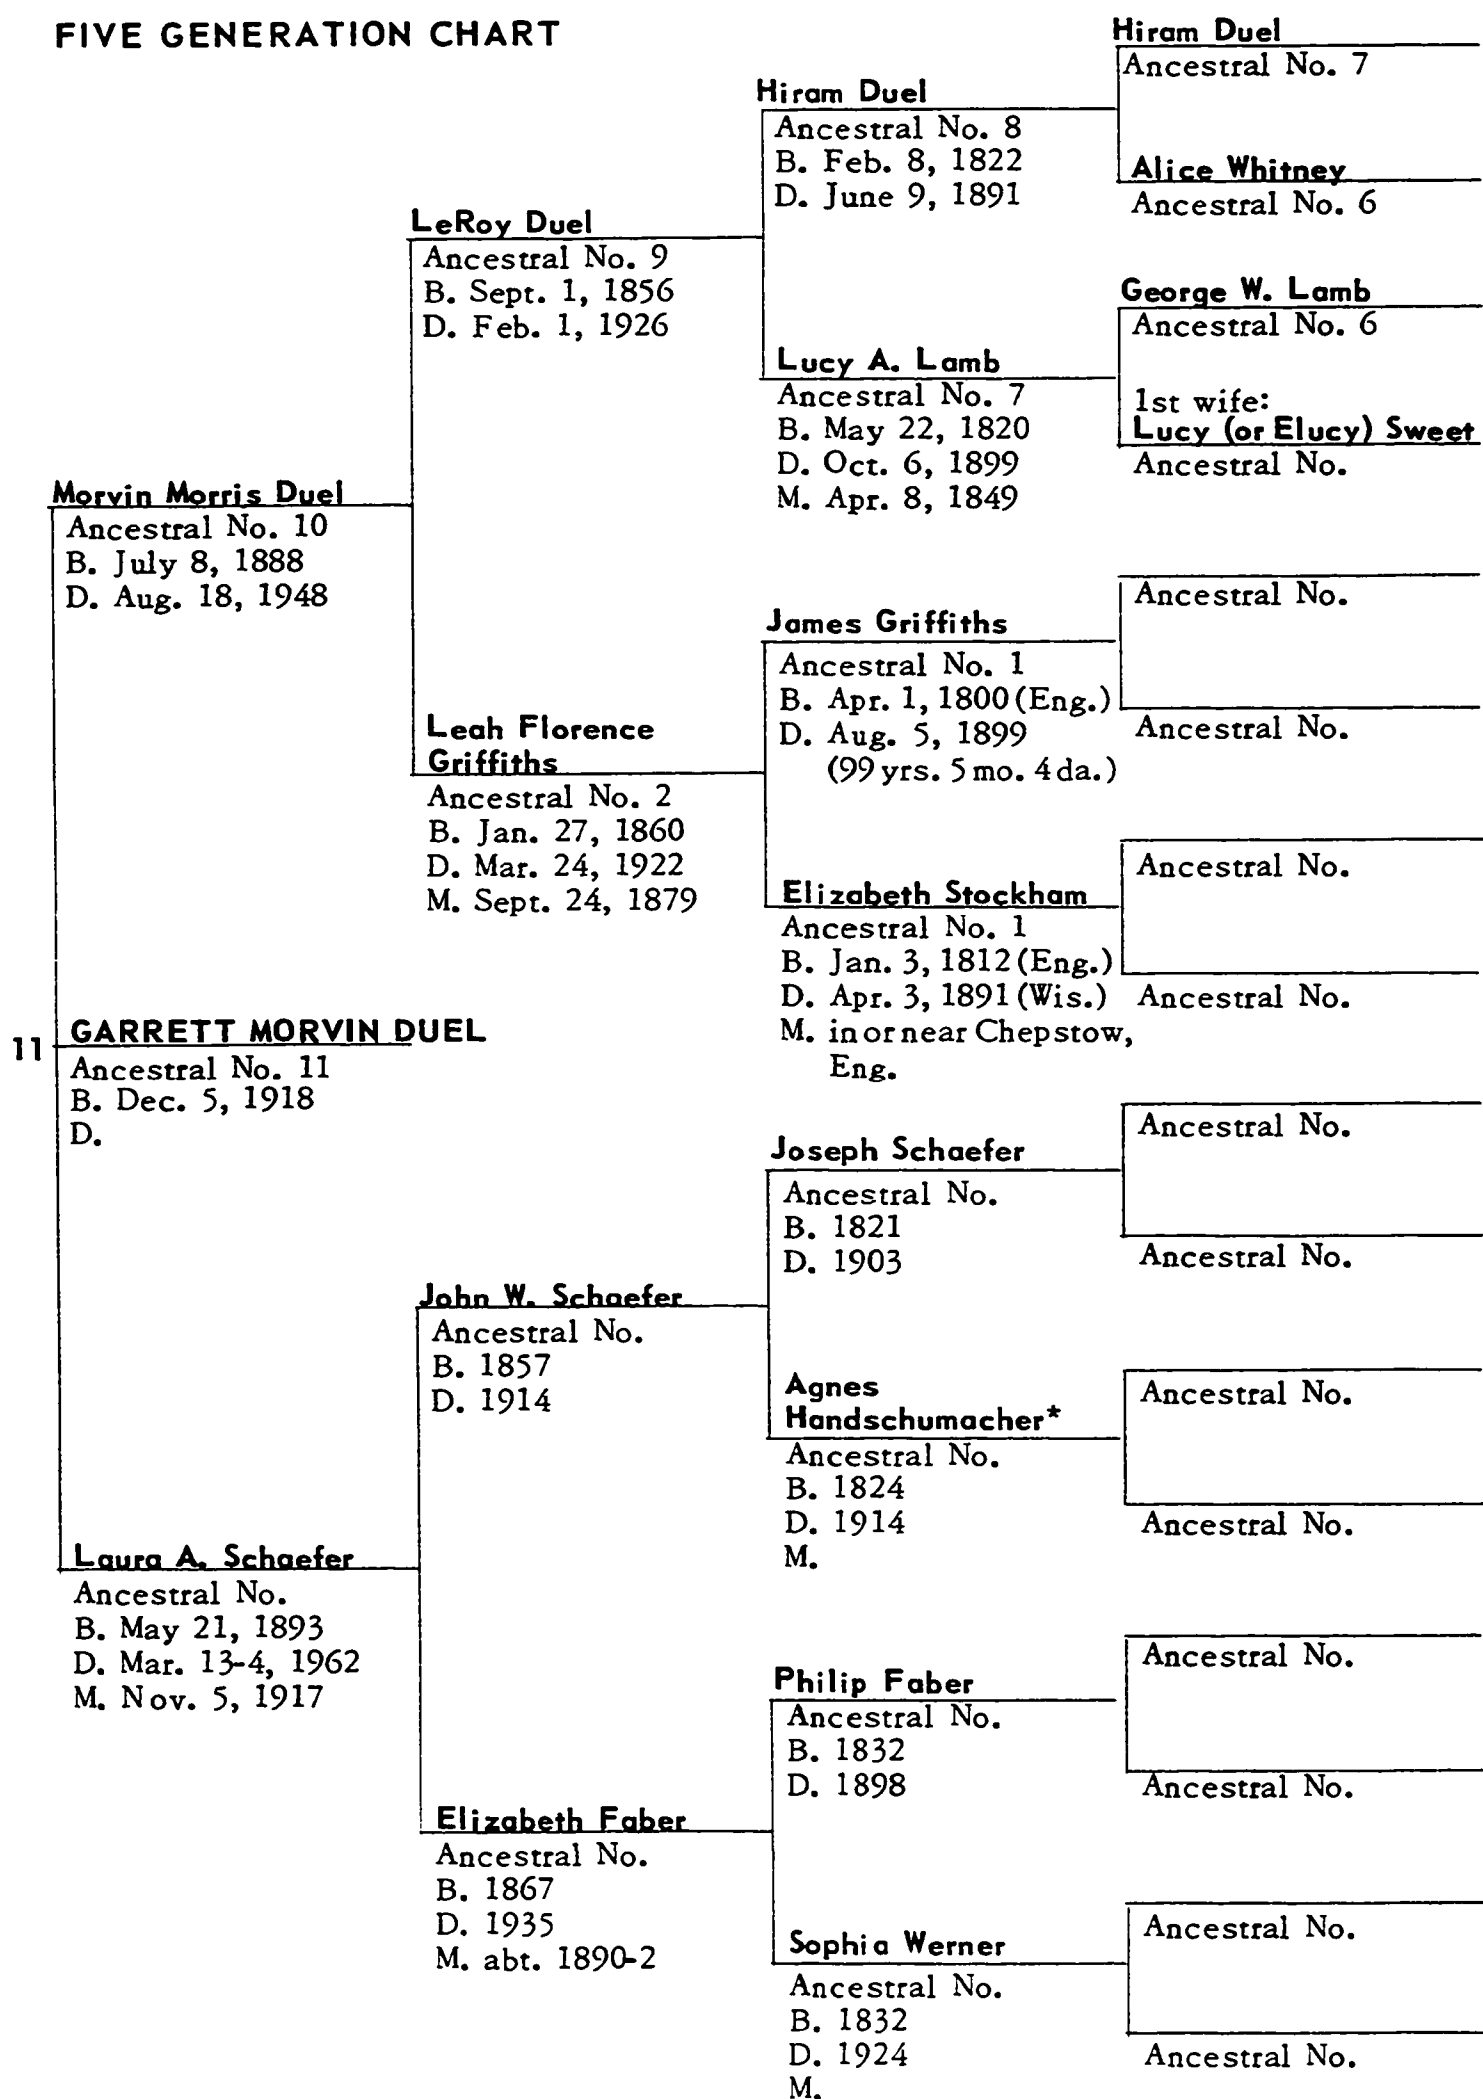 FIVE GENERATION CHART
Hiram Duel
Ancestral No. 7
Hiram Duel
Ancestral No. 8
B. Feb. 8, 1822
D. June 9, 1891
Alice Whitney
Ancestral No. 6
LeRoy Duel
Ancestral No. 9
B. Sept. 1, 1856
D. Feb. 1, 1926
George W. Lamb
Ancestral No. 6
Lucy A. Lamb
Ancestral No. 7
B. May 22, 1820
D. Oct. 6, 1899
M. Apr. 8, 1849
1st wife:
Lucy (or Elucy) Sweet
Ancestral No.
Morvin Morris Duel
Ancestral No. 10
B. July 8, 1888
D. Aug. 18, 1948
Ancestral No.
James Griffiths
Ancestral No. 1
B. Apr. 1, 1800 (Eng.)
D. Aug. 5, 1899
(99 yrs. 5 mo. 4 da.)
Ancestral No.
Leah Florence
Griffiths
Ancestral No. 2
B. Jan. 27, 1860
D. Mar. 24, 1922
M. Sept. 24, 1879
Ancestral No.
Elizabeth Stockham
Ancestral No. 1
B. Jan. 3, 1812 (Eng.)
D. Apr. 3, 1891 (Wis.)
M. in or near Chepstow,
Eng.
Ancestral No.
11
GARRETT MORVIN DUEL
Ancestral No. 11
B. Dec. 5, 1918
D.
Ancestral No.
Joseph Schaefer
Ancestral No.
B. 1821
D. 1903
Ancestral No.
John W. Schaefer
Ancestral No.
B. 1857
D. 1914
Ancestral No.
Agnes
Handschumacher*
Ancestral No.
B. 1824
D. 1914
M.
Ancestral No.
Laura A. Schaefer
Ancestral No.
B. May 21, 1893
D. Mar. 13-4, 1962
M. Nov. 5, 1917
Ancestral No.
Philip Faber
Ancestral No.
B. 1832
D. 1898
Ancestral No.
Elizabeth Faber
Ancestral No.
B. 1867
D. 1935
M. abt. 1890-2
Ancestral No.
Sophia Werner
Ancestral No.
B. 1832
D. 1924
M.
Ancestral No.